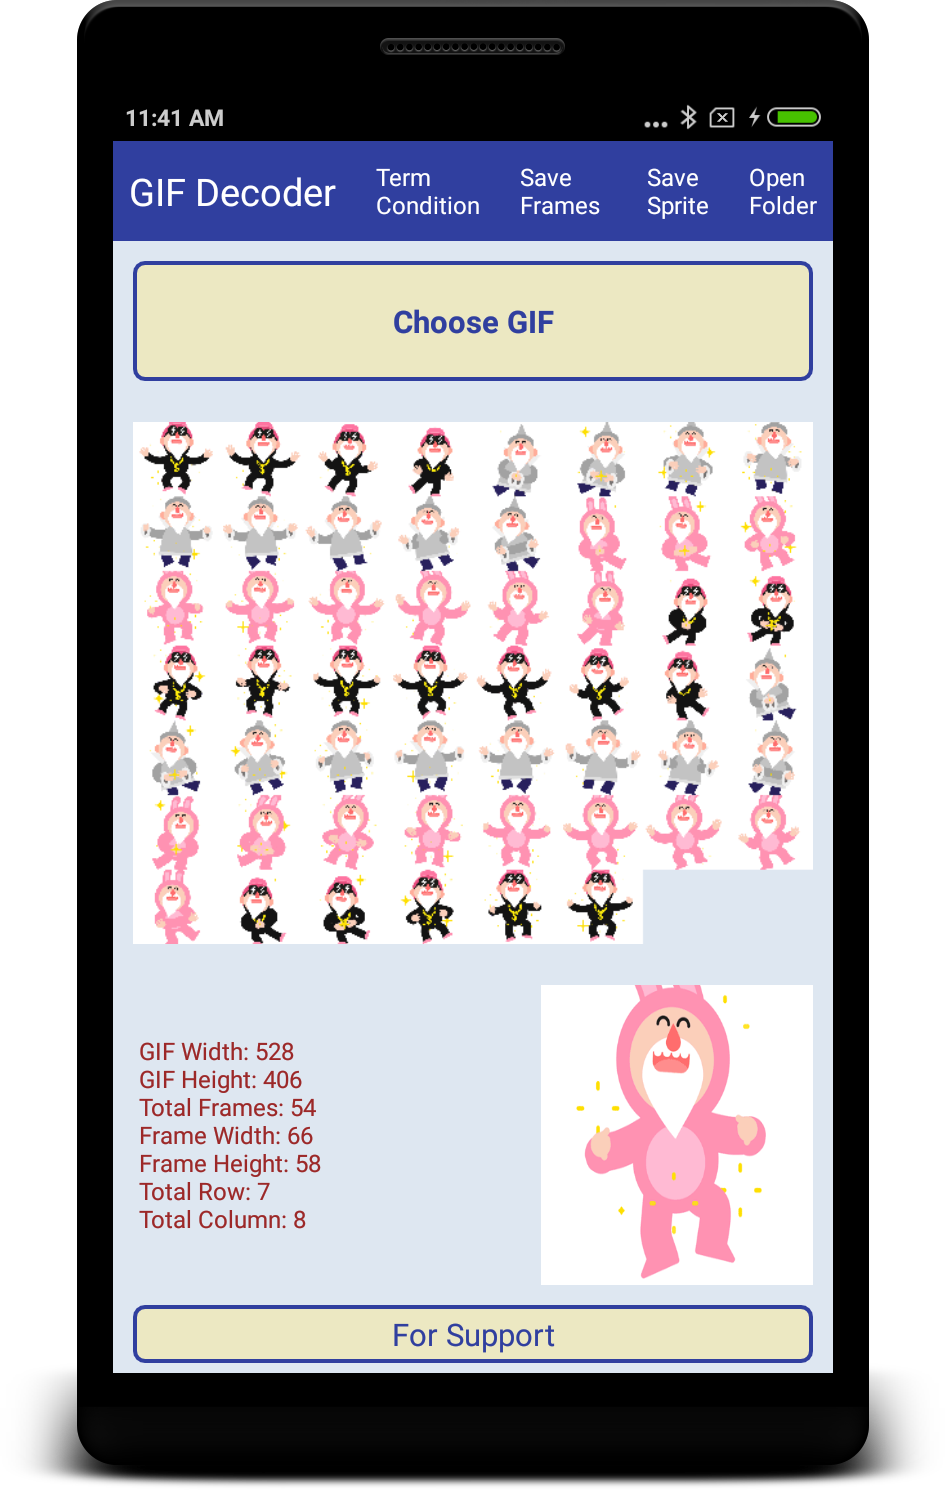 11:41 AM
GIF Decoder
Term
Condition
Save
Frames
Save
Sprite
Open
Folder
Choose GIF
GIF Width: 528
GIF Height: 406
Total Frames: 54
Frame Width: 66
Frame Height: 58
Total Row: 7
Total Column: 8
For Support